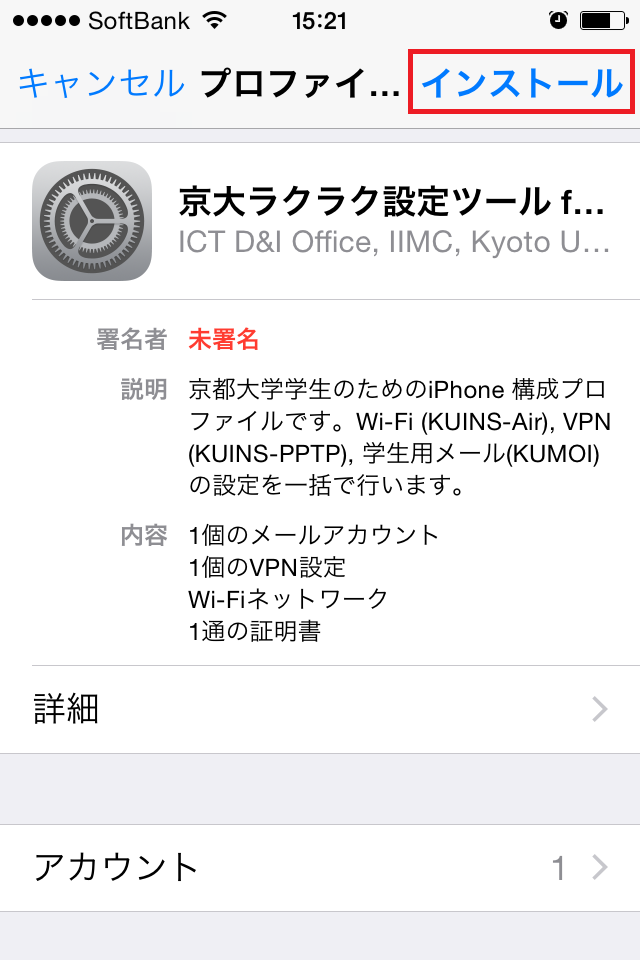 SoftBank 15:21
キャンセル プロファイ... インストール
京大ラクラク設定ツール f...
ICT D&I Office, IIMC, Kyoto U...
署名者 未署名
説明 京都大学学生のためのiPhone 構成プロ
ファイルです。Wi-Fi (KUINS-Air), VPN
(KUINS-PPTP), 学生用メール(KUMOI)
の設定を一括で行います。
内容 1個のメールアカウント
1個のVPN設定
Wi-Fiネットワーク
1通の証明書
詳細
アカウント 1